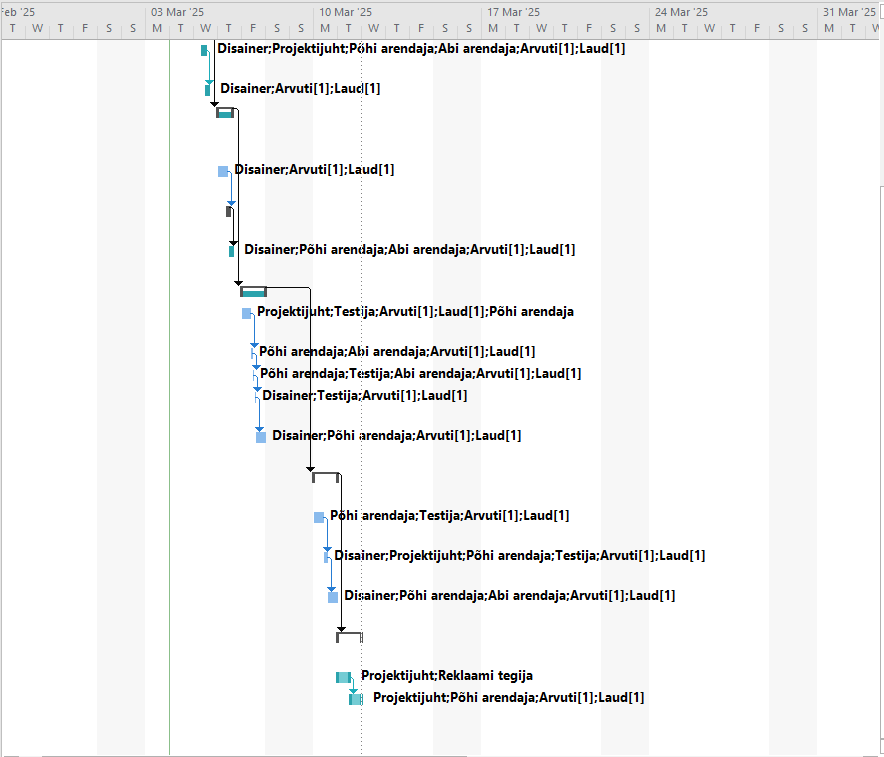 eb '25 03 Mar '25 10 Mar '25 17 Mar '25 24 Mar '25 31 Mar '25
T W T F S S M T W T F S S M T W T F S S M T W T F S S M T W T F S S M T W
Disainer;Projektijuht;Põhi arendaja;Abi arendaja;Arvuti[1];Laud[1]
Disainer;Arvuti[1];Laud[1]
Disainer;Arvuti[1];Laud[1]
Disainer;Põhi arendaja;Abi arendaja;Arvuti[1];Laud[1]
Projektijuht;Testija;Arvuti[1];Laud[1];Põhi arendaja
Põhi arendaja;Abi arendaja;Arvuti[1];Laud[1]
Põhi arendaja;Testija;Abi arendaja;Arvuti[1];Laud[1]
Disainer;Testija;Arvuti[1];Laud[1]
Disainer;Põhi arendaja;Arvuti[1];Laud[1]
Põhi arendaja;Testija;Arvuti[1];Laud[1]
Disainer;Projektijuht;Põhi arendaja;Testija;Arvuti[1];Laud[1]
Disainer;Põhi arendaja;Abi arendaja;Arvuti[1];Laud[1]
Projektijuht;Reklaami tegija
Projektijuht;Põhi arendaja;Arvuti[1];Laud[1]